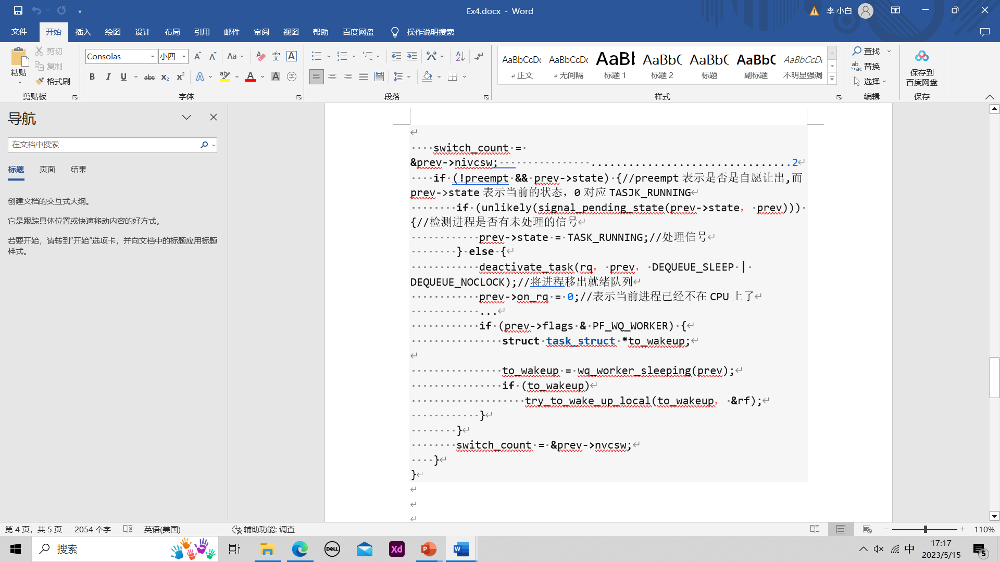 Ex4.docx - Word
李 小白
文件 开始 插入 绘图 设计 布局 引用 邮件 审阅 视图 帮助 百度网盘 操作说明搜索
粘贴
剪切
复制
格式刷
剪贴板
Consolas 小四
字体
段落
AaBbCcDc 正文
AaBbCcDc 无间隔
AaBl 标题 1
AaBbC 标题 2
AaBbC 标题
AaBbC 副标题
AaBbCcDc 不明显强调
样式
查找
替换
选择
编辑
保存到
百度网盘
保存
导航
在文档中搜索
标题 页面 结果
创建文档的交互式大纲。
它是跟踪具体位置或快速移动内容的好方式。
若要开始，请转到"开始"选项卡，并向文档中的标题应用标题
样式。
switch_count =
&prev->nivcsw; ................................2
if (!preempt && prev->state) {//preempt 表示是否是自愿让出,而
prev->state 表示当前的状态，0 对应 TASJK_RUNNING
if (unlikely(signal_pending_state(prev->state， prev)))
{//检测进程是否有未处理的信号
prev->state = TASK_RUNNING;//处理信号
} else {
deactivate_task(rq， prev， DEQUEUE_SLEEP |
DEQUEUE_NOCLOCK);//将进程移出就绪队列
prev->on_rq = 0;//表示当前进程已经不在 CPU 上了
...
if (prev->flags & PF_WQ_WORKER) {
struct task_struct *to_wakeup;
to_wakeup = wq_worker_sleeping(prev);
if (to_wakeup)
try_to_wake_up_local(to_wakeup， &rf);
}
}
switch_count = &prev->nvcsw;
}
}
第 4 页，共 5 页 2054 个字 英语(美国) 辅助功能: 调查 110%
搜索
DELL
Xd
中
17:17
2023/5/15
5